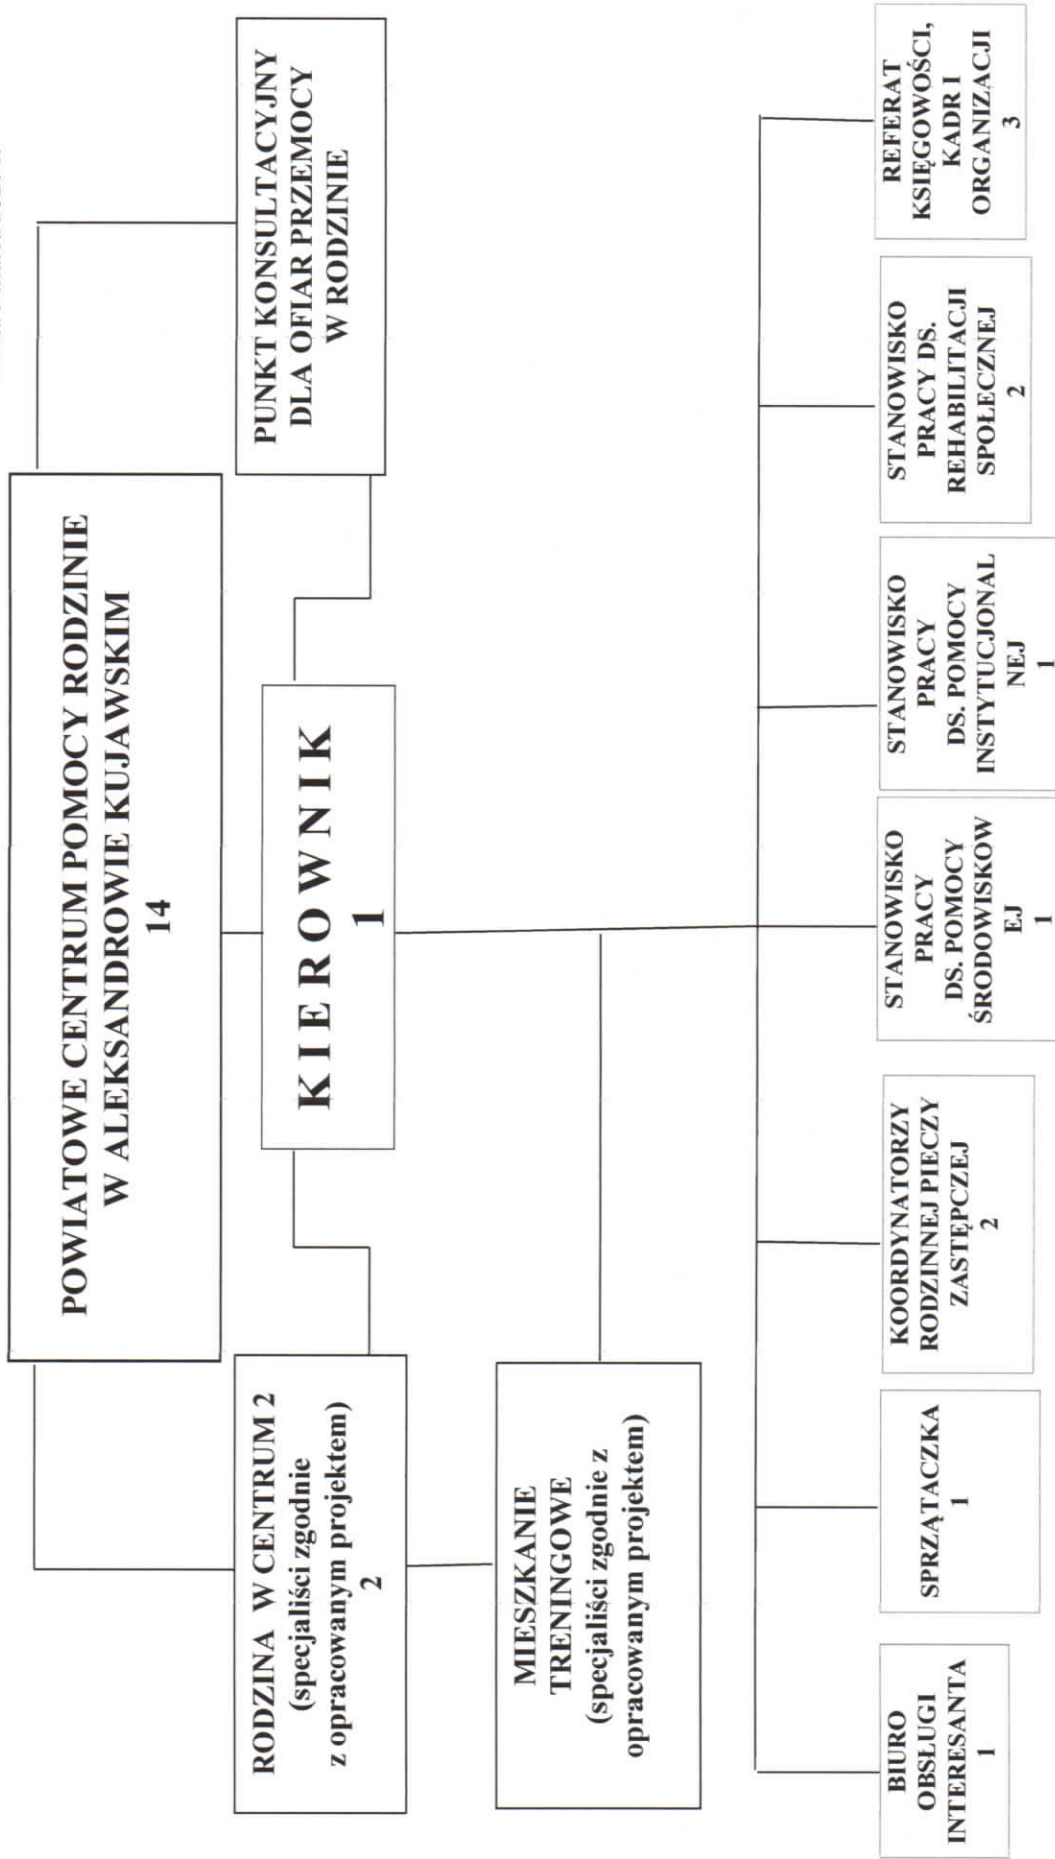 POWIATOWE CENTRUM POMOCY RODZINIE
W ALEKSANDROWIE KUJAWSKIM
14
RODZINA W CENTRUM 2
(specjaliści zgodnie
z opracowanym projektem)
2
KIEROWNIK
1
PUNKT KONSULTACYJNY
DLA OFIAR PRZEMOCY
W RODZINIE
MIESZKANIE
TRENINGOWE
(specjaliści zgodnie z
opracowanym projektem)
BIURO
OBSŁUGI
INTERESANTA
1
SPRZĄTACZKA
1
KOORDYNATORZY
RODZINNEJ PIECZY
ZASTĘPCZEJ
2
STANOWISKO
PRACY
DS. POMOCY
ŚRODOWISKOW
EJ
1
STANOWISKO
PRACY
DS. POMOCY
INSTYTUCJONAL
NEJ
1
STANOWISKO
PRACY DS.
REHABILITACJI
SPOŁECZNEJ
2
REFERAT
KSIĘGOWOŚCI,
KADR I
ORGANIZACJI
3